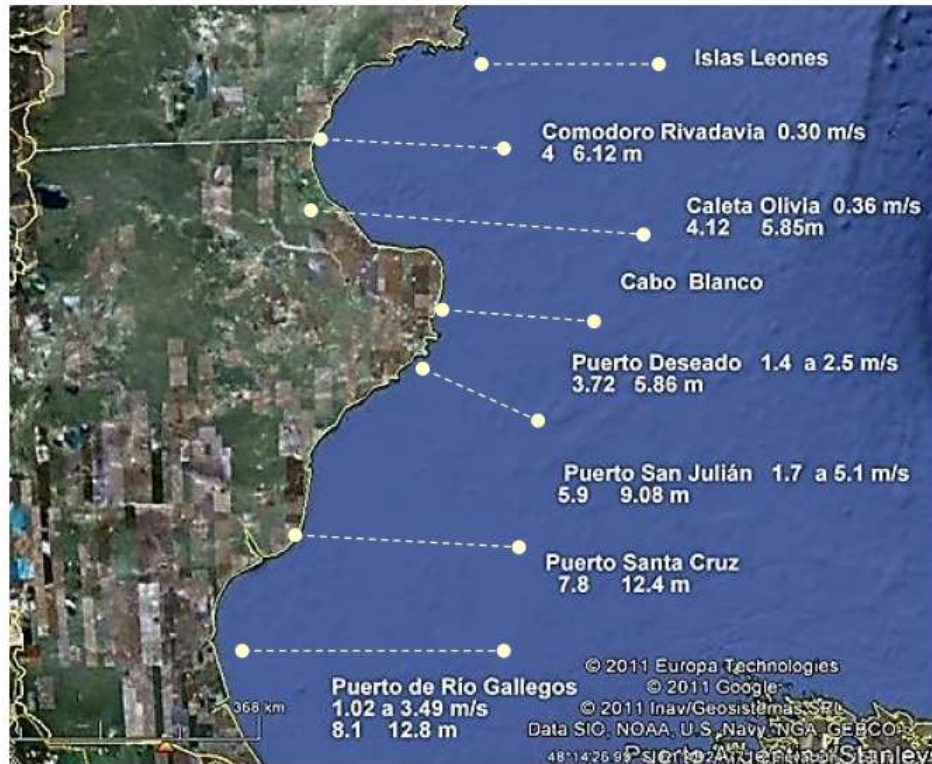 Islas Leones
Comodoro Rivadavia 0.30 m/s
4 6.12 m
Caleta Olivia 0.36 m/s
4.12 5.85m
Cabo Blanco
Puerto Deseado 1.4 a 2.5 m/s
3.72 5.86 m
Puerto San Julián 1.7 a 5.1 m/s
5.9 9.08 m
Puerto Santa Cruz
7.8 12.4 m
Puerto de Río Gallegos
1.02 a 3.49 m/s
8.1 12.8 m
368 km
© 2011 Europa Technologies
© 2011 Google
© 2011 Inav/Geosistemas SRL
Data SIO, NOAA, U.S. Navy, NGA, GEBCO
Puerto Argentina/Stanley